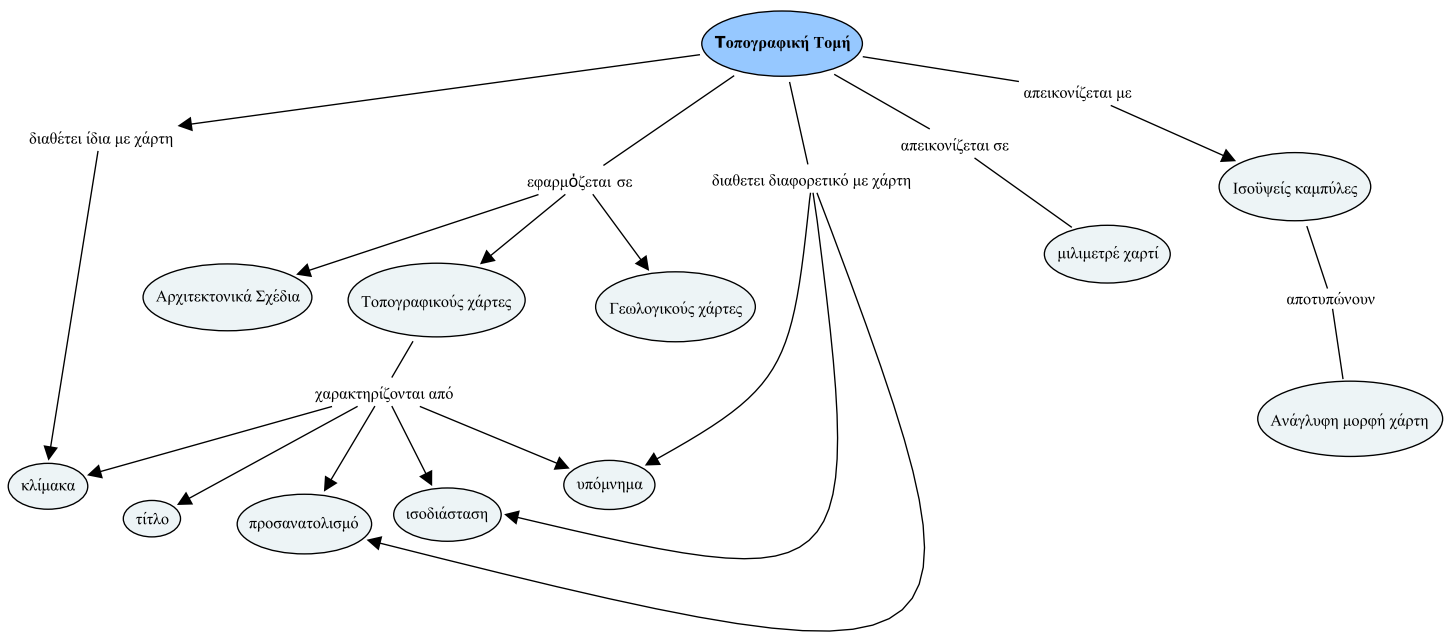 Τοπογραφική Τομή
απεικονίζεται με
διαθέτει ίδια με χάρτη
απεικονίζεται σε
εφαρμόζεται σε
διαθετει διαφορετικό με χάρτη
Ισοϋψείς καμπύλες
μιλιμετρέ χαρτί
Αρχιτεκτονικά Σχέδια
Τοπογραφικούς χάρτες
Γεωλογικούς χάρτες
αποτυπώνουν
χαρακτηρίζονται από
Ανάγλυφη μορφή χάρτη
κλίμακα
τίτλο
προσανατολισμό
ισοδιάσταση
υπόμνημα